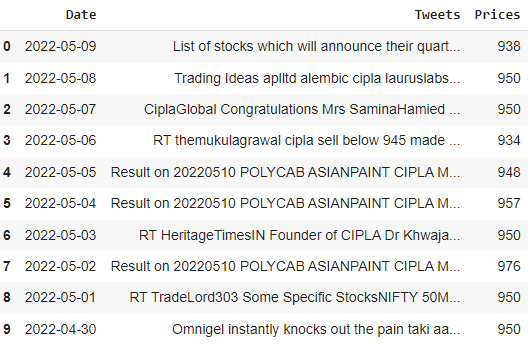 Date Tweets Prices
0 2022-05-09 List of stocks which will announce their quart... 938
1 2022-05-08 Trading Ideas aplltd alembic cipla lauruslabs... 950
2 2022-05-07 CiplaGlobal Congratulations Mrs SaminaHamied ... 950
3 2022-05-06 RT themukulagrawal cipla sell below 945 made ... 934
4 2022-05-05 Result on 20220510 POLYCAB ASIANPAINT CIPLA M... 948
5 2022-05-04 Result on 20220510 POLYCAB ASIANPAINT CIPLA M... 957
6 2022-05-03 RT HeritageTimesIN Founder of CIPLA Dr Khwaja... 950
7 2022-05-02 Result on 20220510 POLYCAB ASIANPAINT CIPLA M... 976
8 2022-05-01 RT TradeLord303 Some Specific StocksNIFTY 50M... 950
9 2022-04-30 Omnigel instantly knocks out the pain taki aa... 950